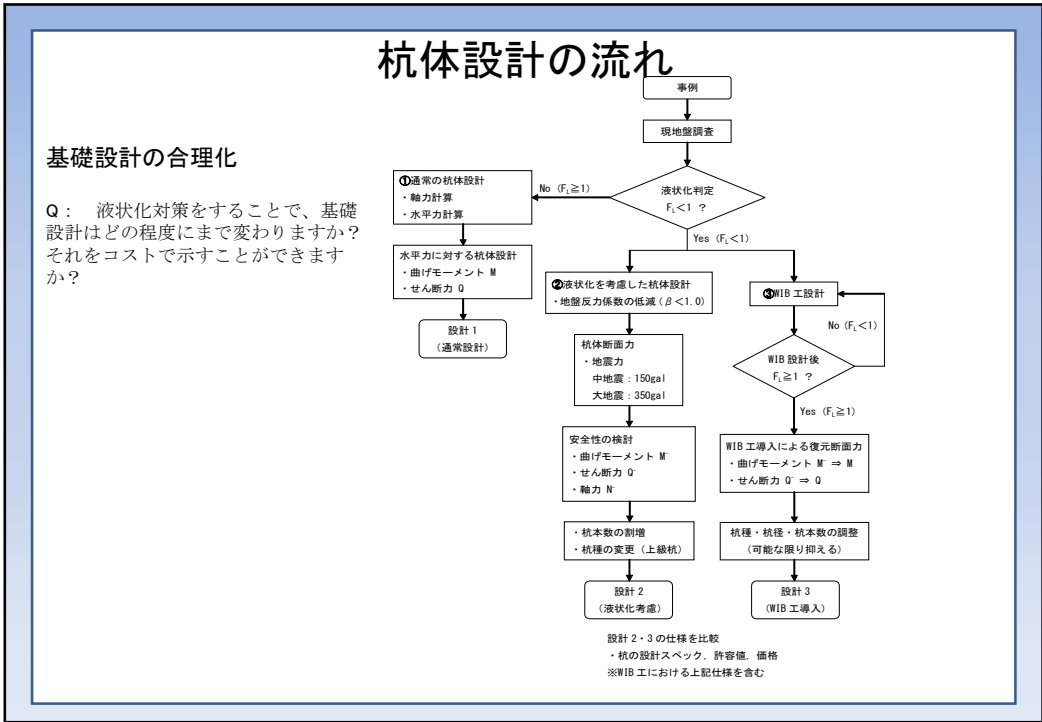 杭体設計の流れ
基礎設計の合理化
Q： 液状化対策をすることで、基礎
設計はどの程度にまで変わりますか？
それをコストで示すことができます
か？
事例
現地盤調査
液状化判定
FL＜1 ？
No (FL≧1)
Yes (FL＜1)
①通常の杭体設計
・軸力計算
・水平力計算
水平力に対する杭体設計
・曲げモーメント M
・せん断力 Q
設計 1
(通常設計)
②液状化を考慮した杭体設計
・地盤反力係数の低減(β＜1.0)
杭体断面力
・地震力
中地震：150gal
大地震：350gal
安全性の検討
・曲げモーメント M⁻
・せん断力 Q⁻
・軸力 N⁻
・杭本数の割増
・杭種の変更 (上級杭)
設計 2
(液状化考慮)
③WIB 工設計
No (FL＜1)
WIB 設計後
FL≧1 ？
Yes (FL≧1)
WIB 工導入による復元断面力
・曲げモーメント M⁻ ⇒ M
・せん断力 Q⁻ ⇒ Q
杭種・杭径・杭本数の調整
(可能な限り抑える)
設計 3
(WIB 工導入)
設計 2・3 の仕様を比較
・杭の設計スペック，許容値，価格
※WIB 工における上記仕様を含む